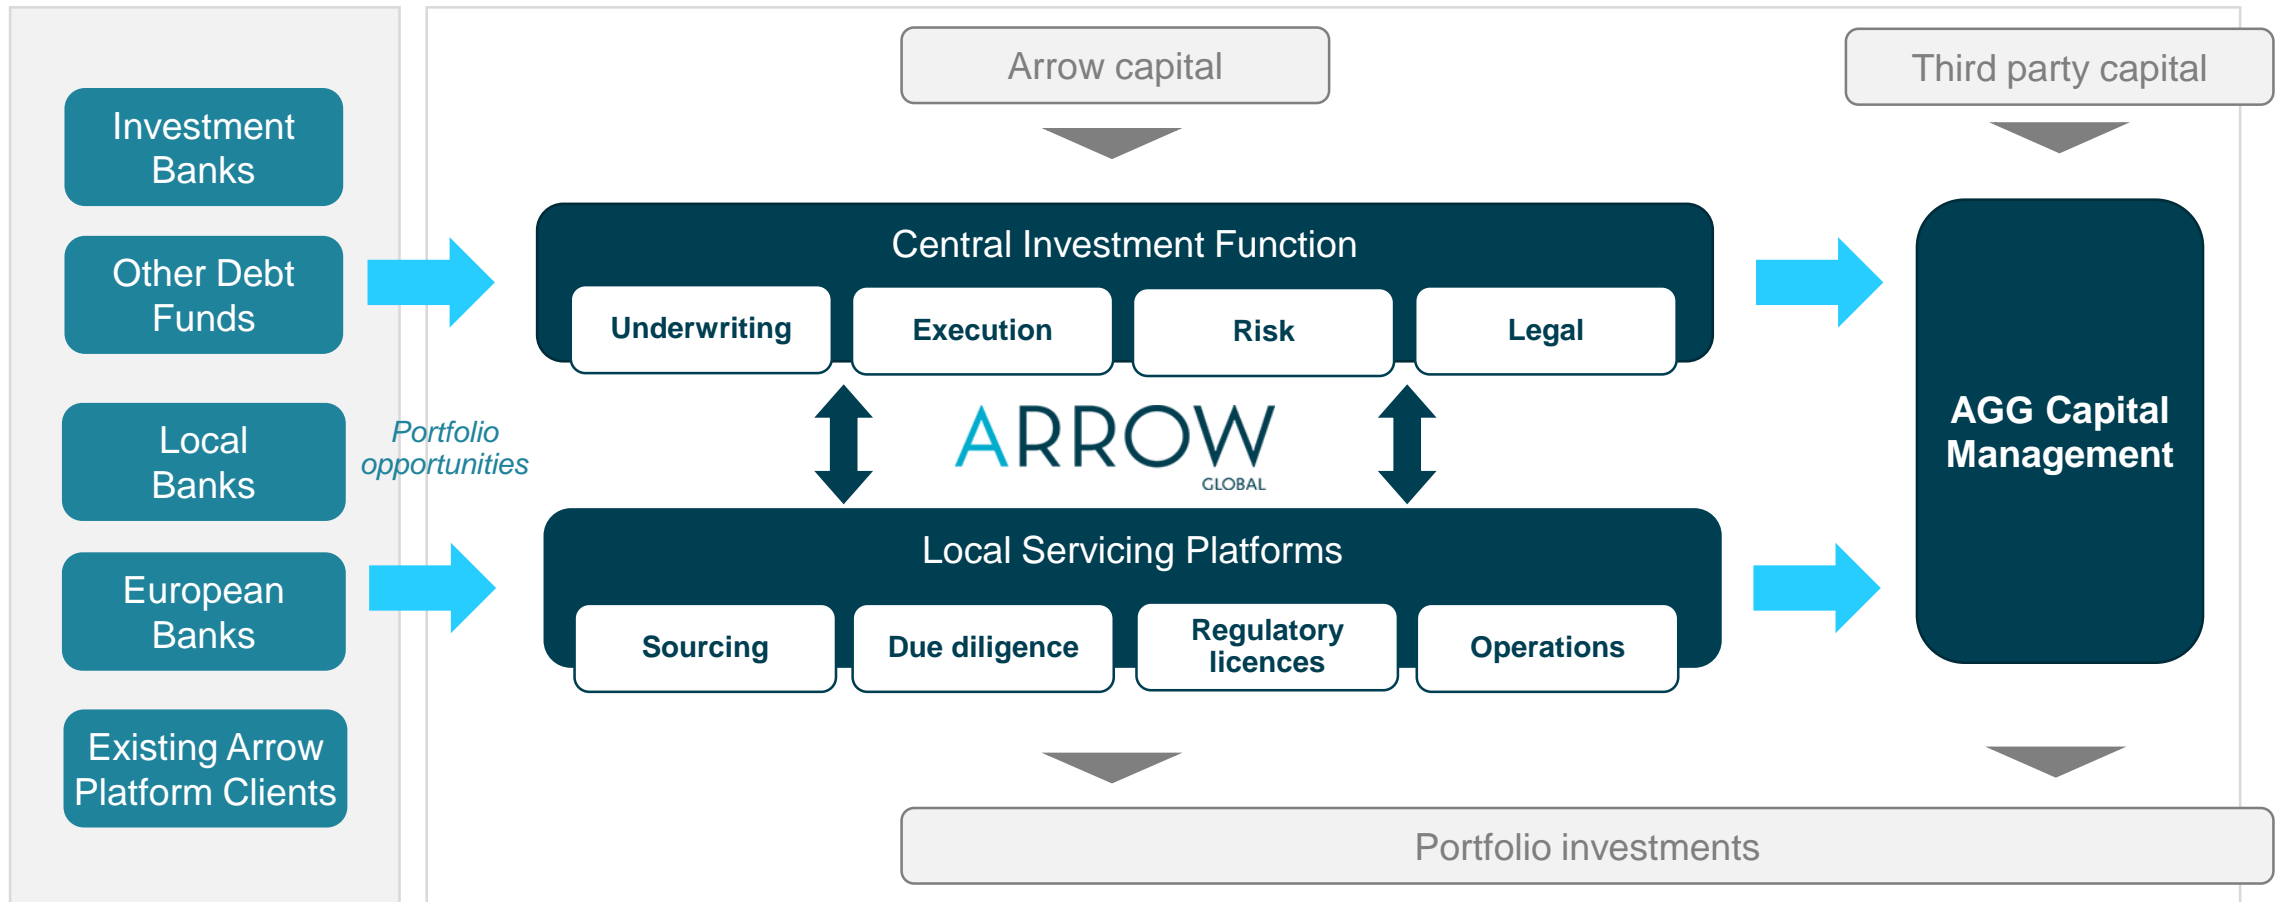 Arrow capital
Third party capital
Investment
Banks
Other Debt
Funds
Local
Banks
European
Banks
Existing Arrow
Platform Clients
Portfolio
opportunities
Central Investment Function
Underwriting
Execution
Risk
Legal
ARROW
GLOBAL
Local Servicing Platforms
Sourcing
Due diligence
Regulatory
licences
Operations
AGG Capital
Management
Portfolio investments